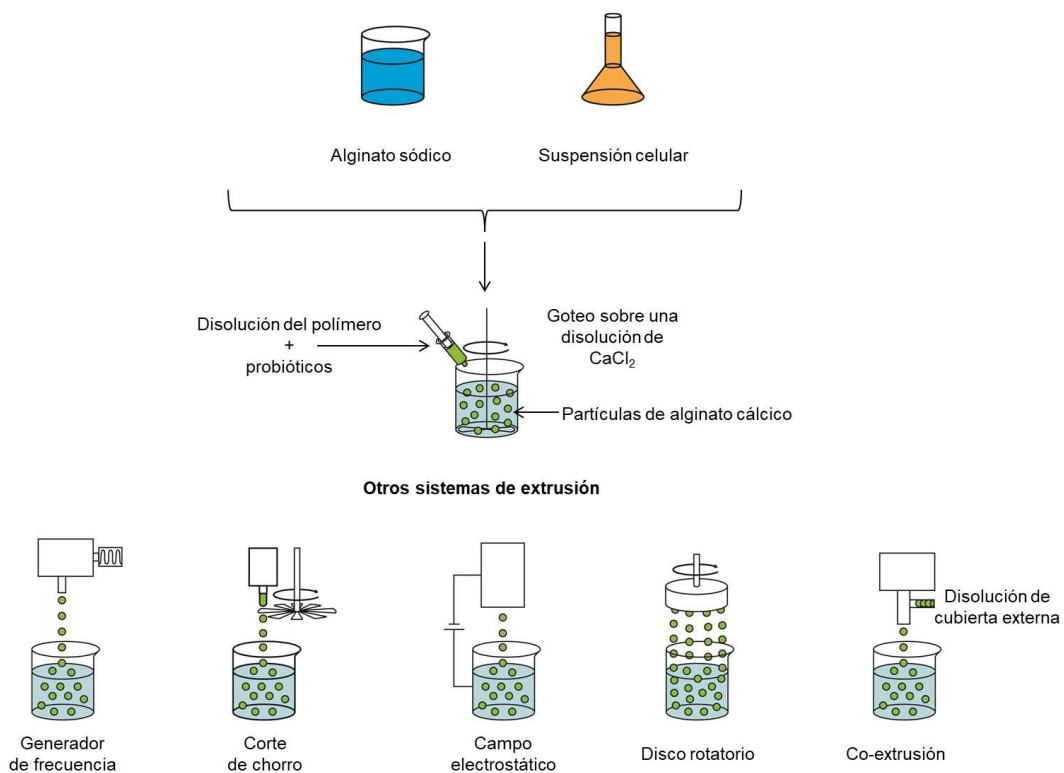 Alginato sódico
Suspensión celular
Disolución del polímero
+
probióticos
Goteo sobre una
disolución de
CaCl₂
Partículas de alginato cálcico
Otros sistemas de extrusión
Disolución de
cubierta externa
Generador
de frecuencia
Corte
de chorro
Campo
electrostático
Disco rotatorio
Co-extrusión